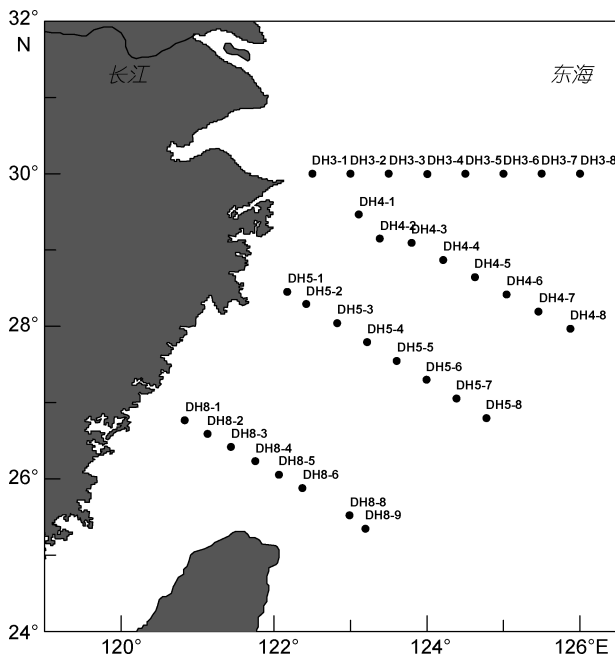 32°
N
长江
东海
DH3-1 DH3-2 DH3-3 DH3-4 DH3-5 DH3-6 DH3-7 DH3-8
30°
DH4-1
DH4-2
DH4-3
DH4-4
DH4-5
DH4-6
DH4-7
DH4-8
DH5-1
DH5-2
DH5-3
DH5-4
DH5-5
DH5-6
DH5-7
DH5-8
28°
DH8-1
DH8-2
DH8-3
DH8-4
DH8-5
DH8-6
DH8-8
DH8-9
26°
24°
120° 122° 124° 126°E